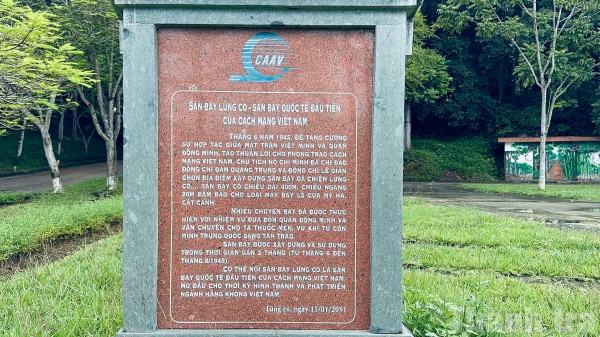 CAAV
SÂN BAY LŨNG CÒ - SÂN BAY QUỐC TẾ ĐẦU TIÊN
CỦA CÁCH MẠNG VIỆT NAM
THÁNG 6 NĂM 1945, ĐỂ TĂNG CƯỜNG
SỰ HỢP TÁC GIỮA MẶT TRẬN VIỆT MINH VÀ QUÂN
ĐỒNG MINH, TẠO THUẬN LỢI CHO PHONG TRÀO CÁCH
MẠNG VIỆT NAM, CHỦ TỊCH HỒ CHÍ MINH ĐÃ CHỈ ĐẠO
ĐỒNG CHÍ ĐÀM QUANG TRUNG VÀ ĐỒNG CHÍ LÊ GIẢN
CHỌN ĐỊA ĐIỂM XÂY DỰNG SÂN BAY DÃ CHIẾN LŨNG
CÒ... SÂN BAY CÓ CHIỀU DÀI 400M, CHIỀU NGANG
20M ĐẢM BẢO CHO LOẠI MÁY BAY L5 CỦA MỸ HẠ,
CẤT CÁNH.
NHIỀU CHUYẾN BAY ĐÃ ĐƯỢC THỰC
HIỆN VỚI NHIỆM VỤ ĐƯA ĐÓN QUÂN ĐỒNG MINH VÀ
VẬN CHUYỂN CHO TA THUỐC MEN, VŨ KHÍ TỪ CÔN
MINH TRUNG QUỐC SANG TÂN TRÀO.
SÂN BAY ĐƯỢC XÂY DỰNG VÀ SỬ DỤNG
TRONG THỜI GIAN GẦN 2 THÁNG (TỪ THÁNG 6 ĐẾN
THÁNG 8/1945).
CÓ THỂ NÓI SÂN BAY LŨNG CÒ LÀ SÂN
BAY QUỐC TẾ ĐẦU TIÊN CỦA CÁCH MẠNG VIỆT NAM,
MỞ ĐẦU CHO THỜI KỲ HÌNH THÀNH VÀ PHÁT TRIỂN
NGÀNH HÀNG KHÔNG VIỆT NAM.
Lũng cò, ngày 15/01/2011
Thanh tra